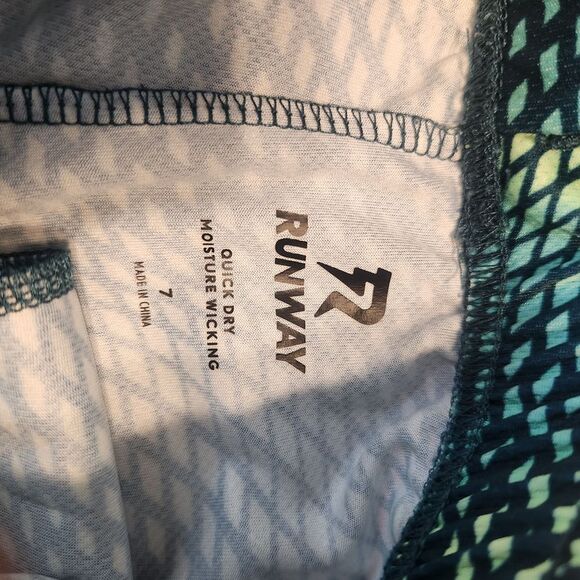 R
RUNWAY
QUICK DRY
MOISTURE WICKING
7
MADE IN CHINA